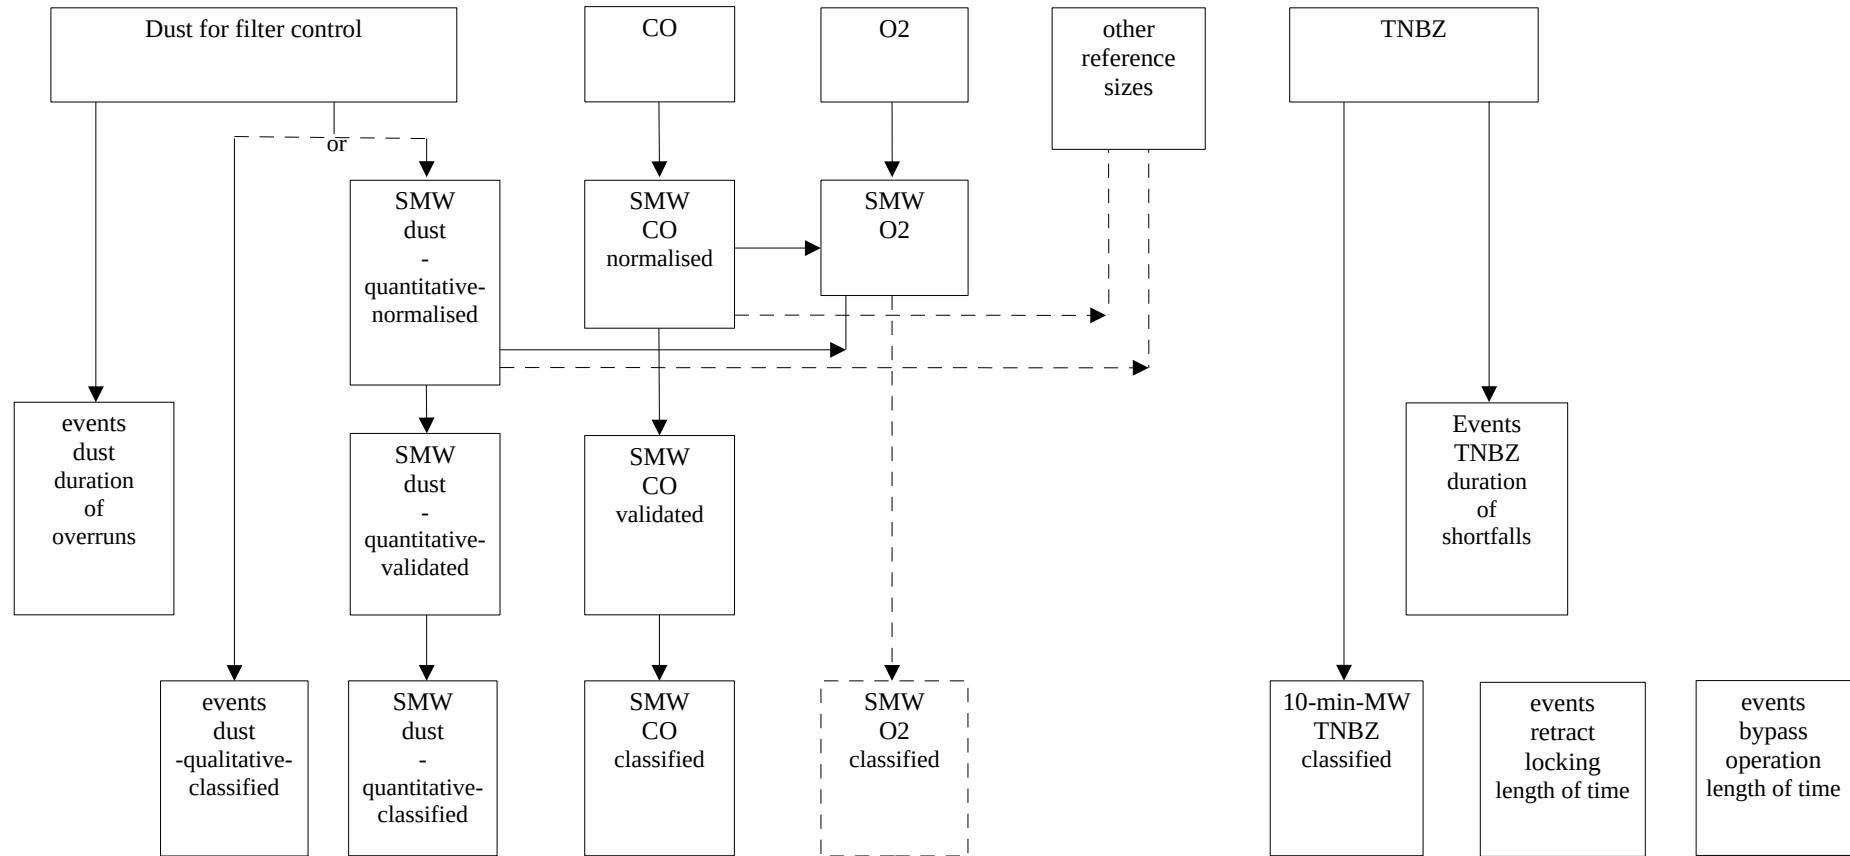 Dust for filter control
CO
O2
other
reference
sizes
TNBZ
or
SMW
dust
-
quantitative-
normalised
SMW
CO
normalised
SMW
O2
events
dust
duration
of
overruns
SMW
dust
-
quantitative-
validated
SMW
CO
validated
Events
TNBZ
duration
of
shortfalls
events
dust
-qualitative-
classified
SMW
dust
-
quantitative-
classified
SMW
CO
classified
SMW
O2
classified
10-min-MW
TNBZ
classified
events
retract
locking
length of time
events
bypass
operation
length of time